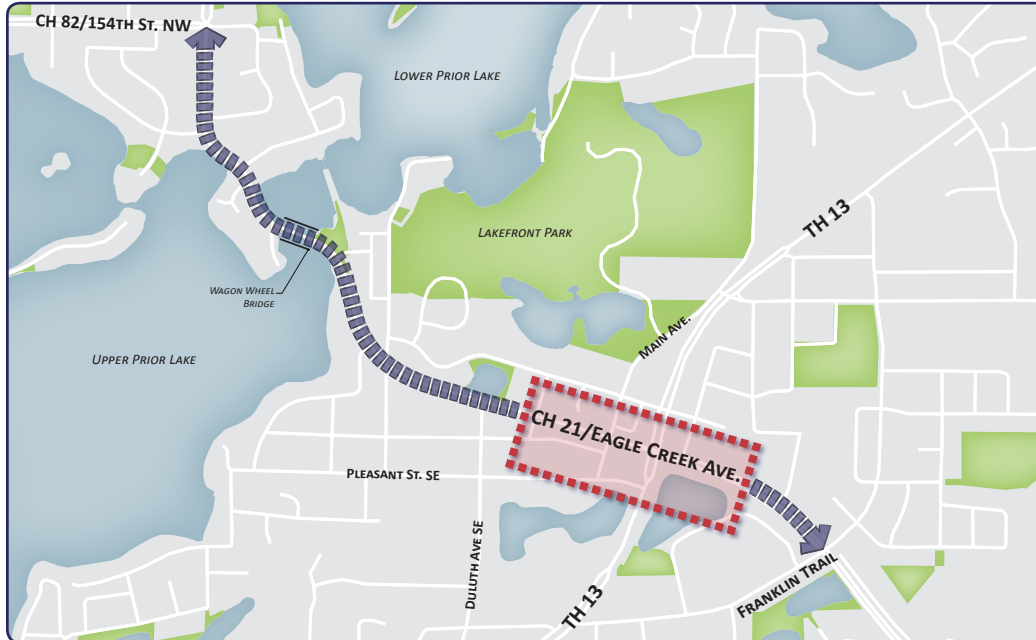 CH 82/154TH ST. NW
LOWER PRIOR LAKE
TH 13
LAKEFRONT PARK
WAGON WHEEL
BRIDGE
MAIN AVE.
UPPER PRIOR LAKE
CH 21/EAGLE CREEK AVE.
PLEASANT ST. SE
DULUTH AVE SE
TH 13
FRANKLIN TRAIL